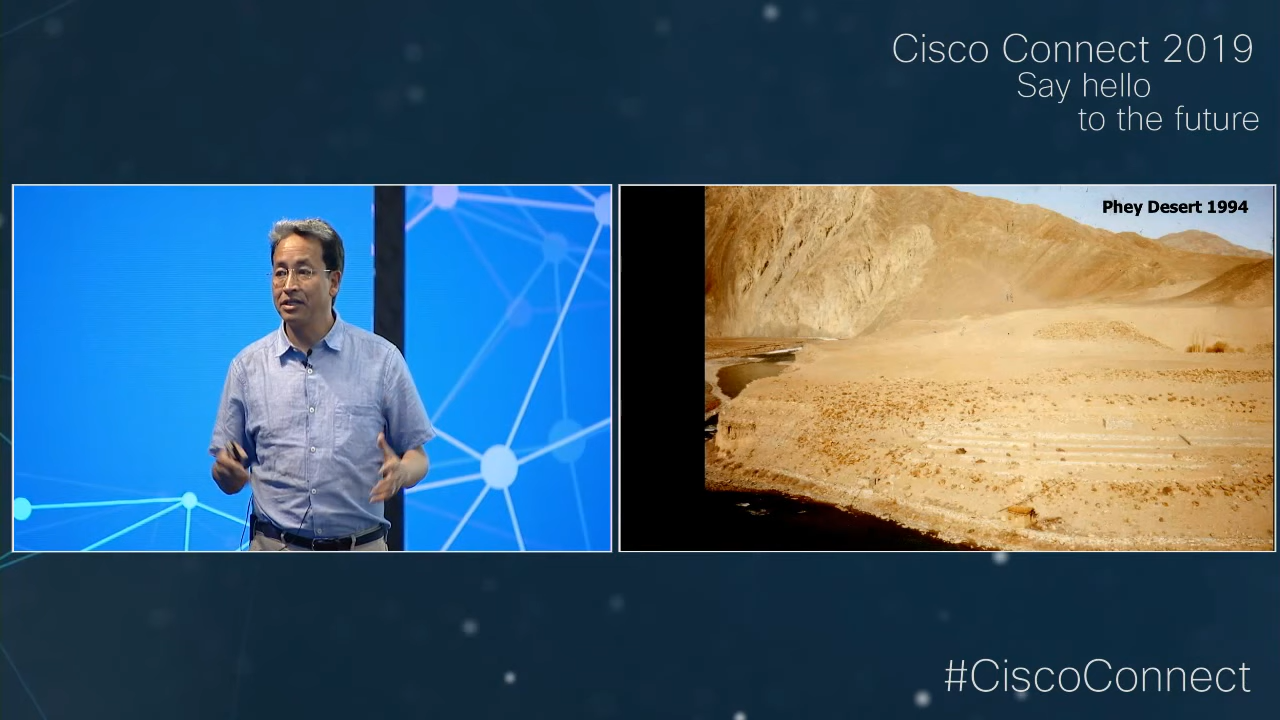 Cisco Connect 2019
Say hello
to the future
Phey Desert 1994
#CiscoConnect